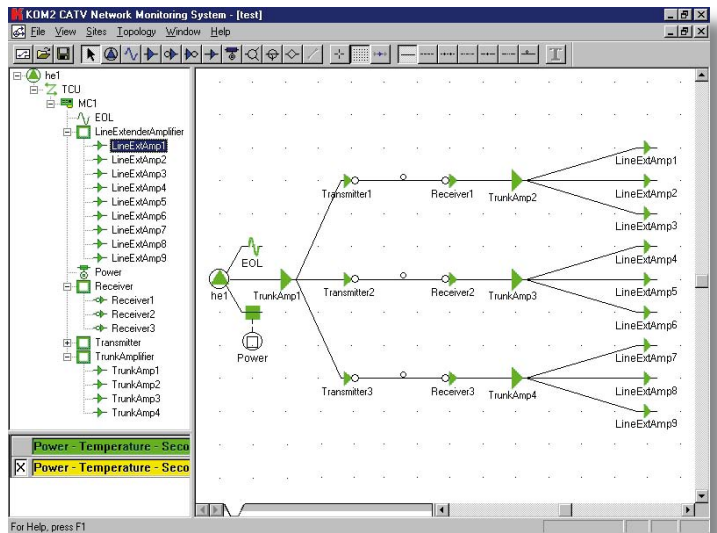 KOM2 CATV Network Monitoring System - [test]
File View Sites Topology Window Help
he1
TCU
MC1
EOL
LineExtenderAmplifier
LineExtAmp1
LineExtAmp2
LineExtAmp3
LineExtAmp4
LineExtAmp5
LineExtAmp6
LineExtAmp7
LineExtAmp8
LineExtAmp9
Power
Receiver
Receiver1
Receiver2
Receiver3
Transmitter
TrunkAmplifier
TrunkAmp1
TrunkAmp2
TrunkAmp3
TrunkAmp4
Power - Temperature - Seco
Power - Temperature - Seco
LineExtAmp1
Transmitter1 Receiver1 TrunkAmp2 LineExtAmp2
LineExtAmp3
LineExtAmp4
EOL
he1 TrunkAmp1 Transmitter2 Receiver2 TrunkAmp3 LineExtAmp5
LineExtAmp6
Power
LineExtAmp7
Transmitter3 Receiver3 TrunkAmp4 LineExtAmp8
LineExtAmp9
For Help, press F1